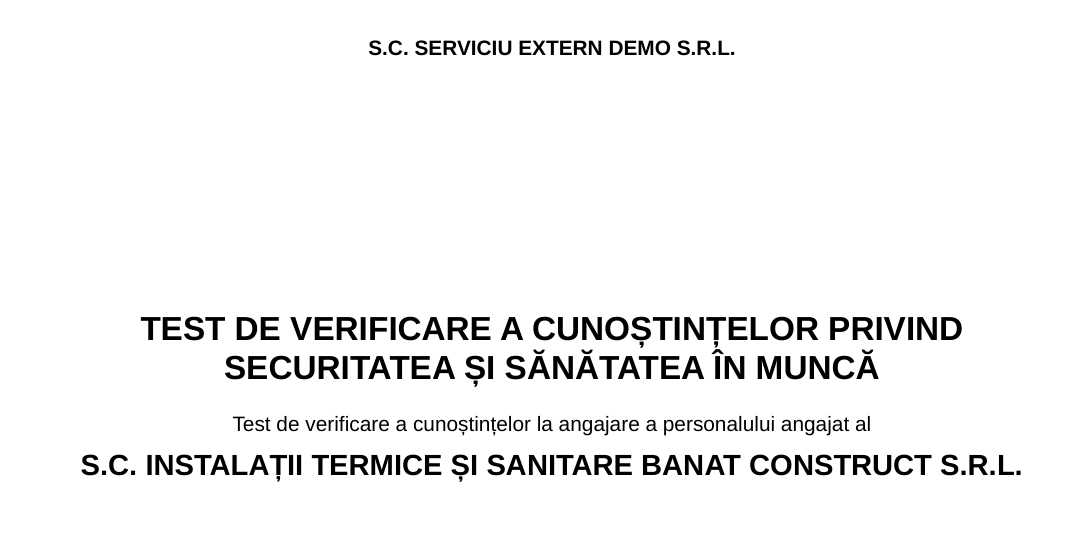 S.C. SERVICIU EXTERN DEMO S.R.L.
TEST DE VERIFICARE A CUNOȘTINȚELOR PRIVIND
SECURITATEA ȘI SĂNĂTATEA ÎN MUNCĂ
Test de verificare a cunoștințelor la angajare a personalului angajat al
S.C. INSTALAȚII TERMICE ȘI SANITARE BANAT CONSTRUCT S.R.L.